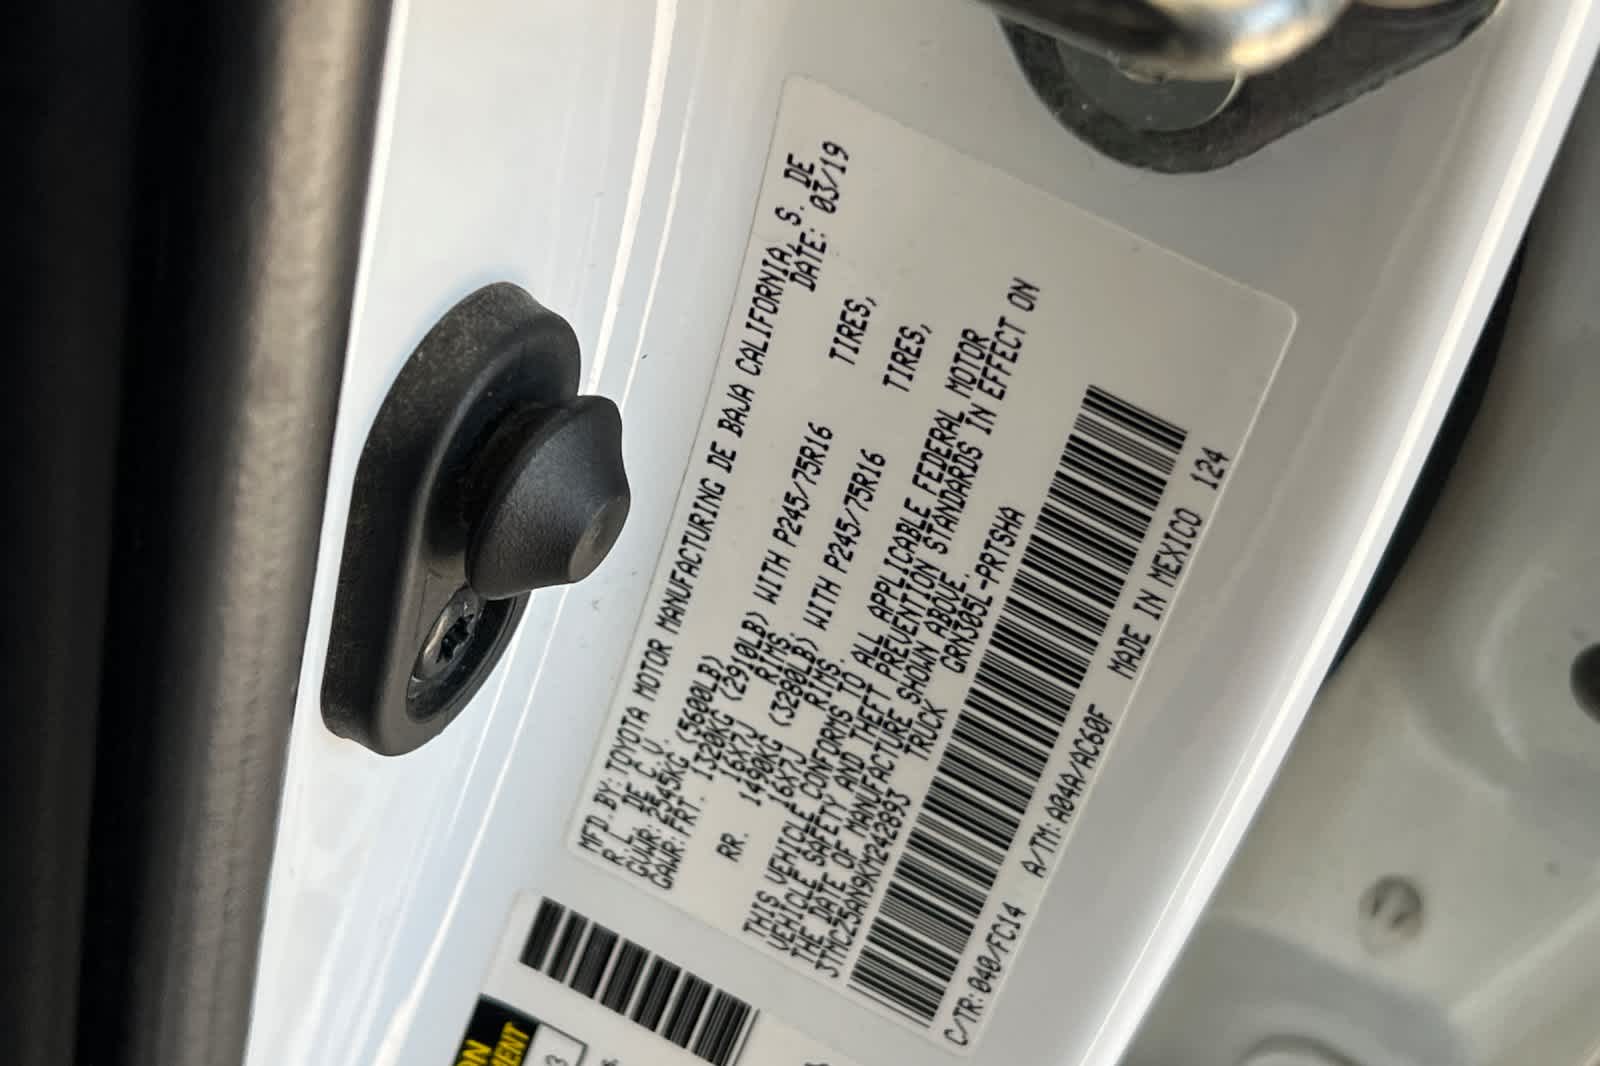 MFD. BY: TOYOTA MOTOR MANUFACTURING DE BAJA CALIFORNIA, S. DE
R.L. DE C.V. DATE: 03/19
GVWR: 2545KG (5600LB)
GAWR: FRT. 1320KG (2910LB) WITH P245/75R16 TIRES,
16X7J RIMS,
RR. 1490KG (3280LB) WITH P245/75R16 TIRES,
16X7J RIMS,
THIS VEHICLE CONFORMS TO ALL APPLICABLE FEDERAL MOTOR
VEHICLE SAFETY AND THEFT PREVENTION STANDARDS IN EFFECT ON
THE DATE OF MANUFACTURE SHOWN ABOVE.
3TMCZ5AN9KM242893 TRUCK GRN305L-PRTSHA
C/TR: 040/FC14 A/TM: A04A/AC60F MADE IN MEXICO 124